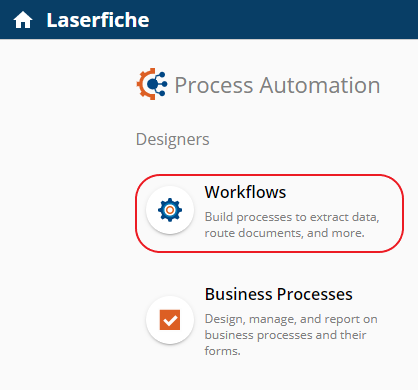 Laserfiche
Process Automation
Designers
Workflows
Build processes to extract data,
route documents, and more.
Business Processes
Design, manage, and report on
business processes and their
forms.